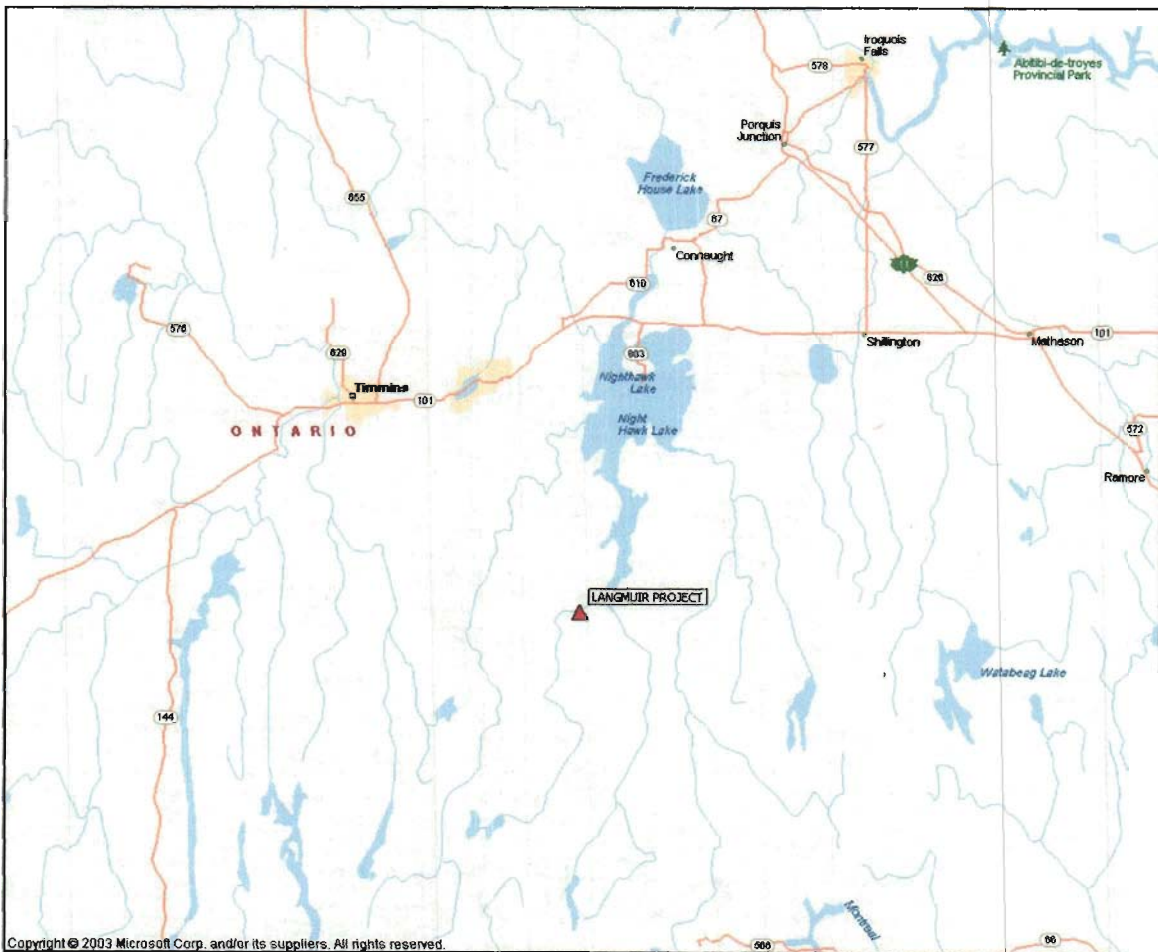 Iroquois
Falls
578
Abitibi-de-troyes
Provincial Park
Porquis
Junction
577
Frederick
House Lake
655
67
Connaught
11
610
626
576
101
803
Shillington
Matheson
629
Nighthawk
Lake
Timmins
101
Night
Hawk Lake
ONTARIO
572
Ramore
LANGMUIR PROJECT
Watabeag Lake
144
Montreal
566
66
Copyright © 2003 Microsoft Corp. and/or its suppliers. All rights reserved.